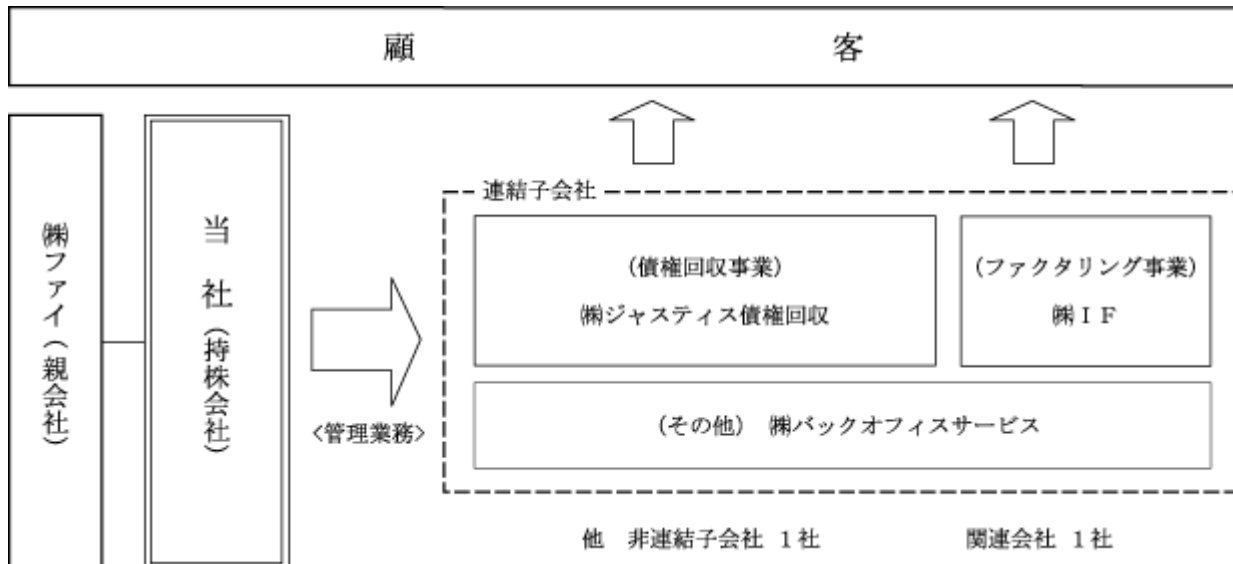 顧客
㈱ファイ(親会社)
当社(持株会社)
<管理業務>
連結子会社
(債権回収事業)
㈱ジャスティス債権回収
(ファクタリング事業)
㈱IF
(その他) ㈱バックオフィスサービス
他 非連結子会社 1社 関連会社 1社